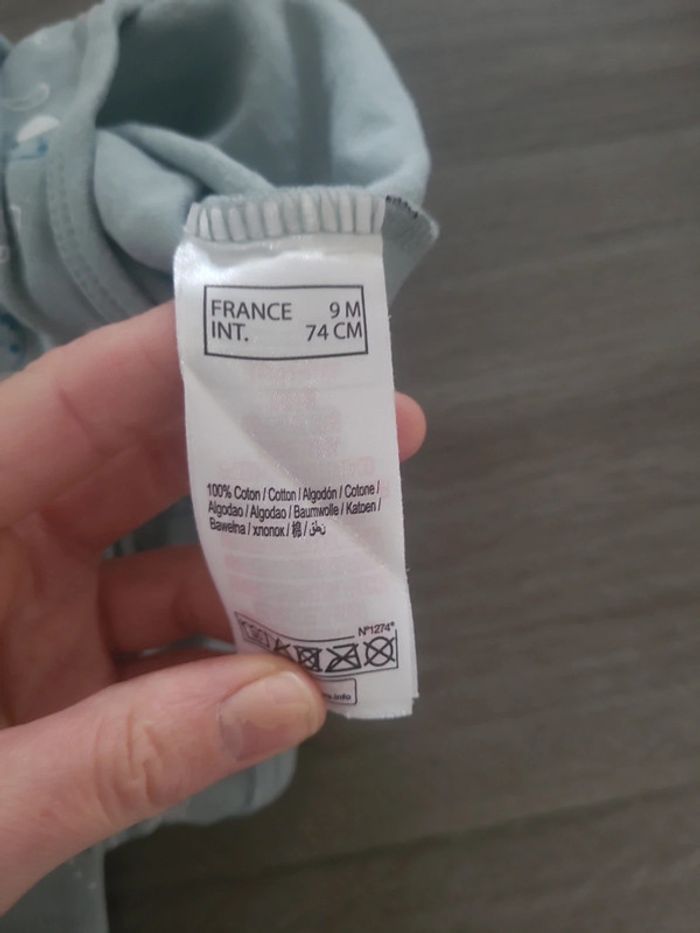 FRANCE 9 M
INT. 74 CM
100% Coton / Cotton / Algodón / Cotone /
Algodao / Algodao / Baumwolle / Katoen /
Bawełna / хлопок / 棉 / قطن
N°1274*
.info